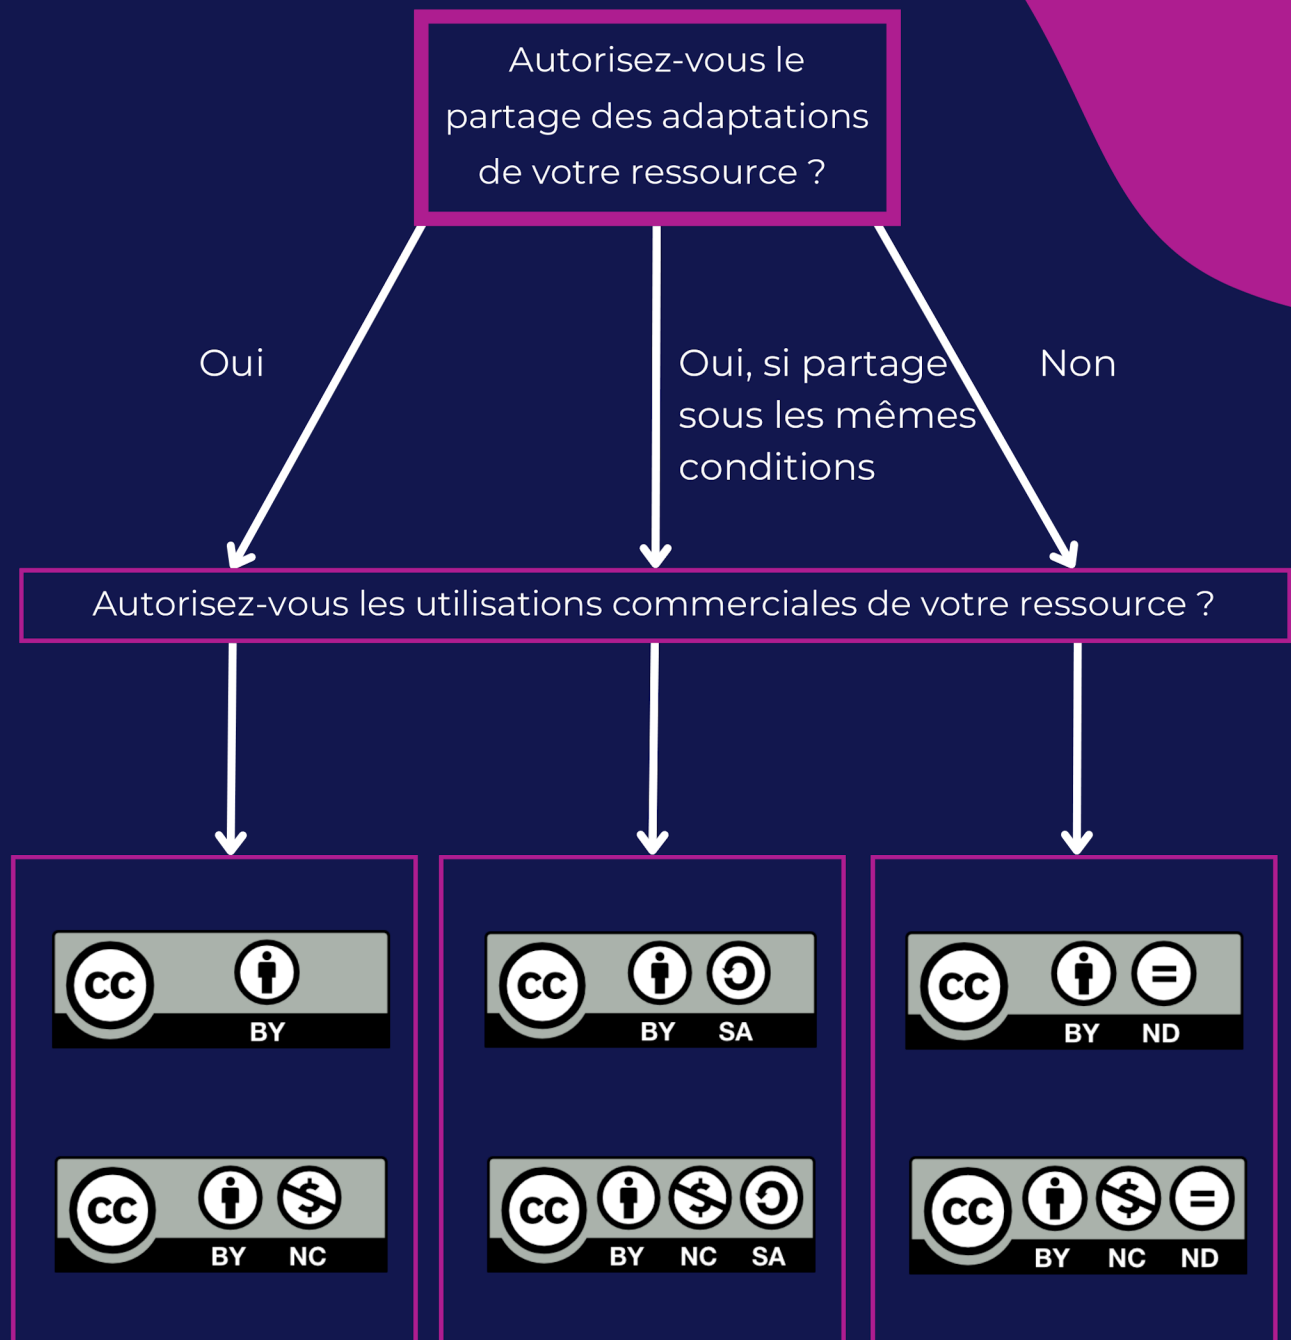 Autorisez-vous le
partage des adaptations
de votre ressource ?
Oui
Oui, si partage
sous les mêmes
conditions
Non
Autorisez-vous les utilisations commerciales de votre ressource ?
cc
BY
cc
BY SA
cc
BY ND
cc $
BY NC
cc $
BY NC SA
cc $
BY NC ND